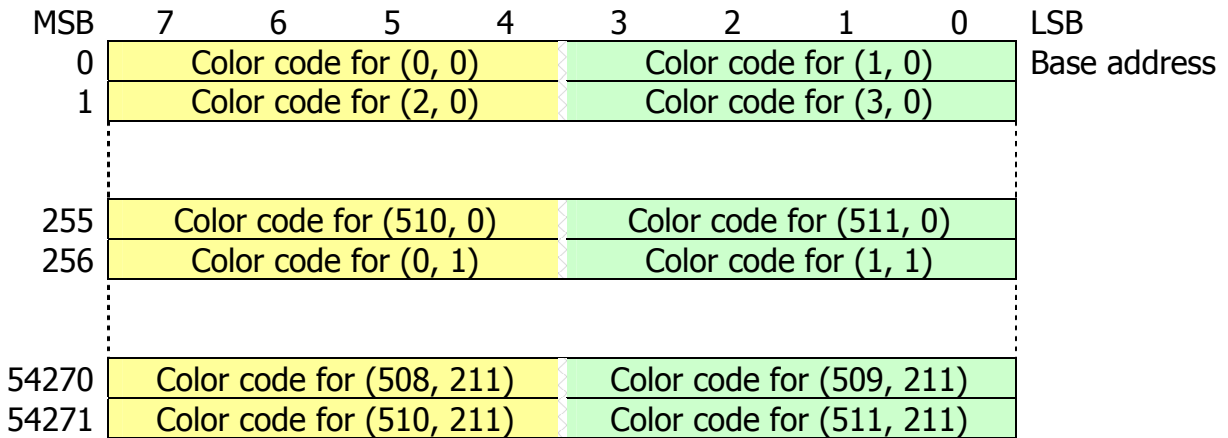 MSB 7 6 5 4 3 2 1 0 LSB
0 Color code for (0, 0) Color code for (1, 0) Base address
1 Color code for (2, 0) Color code for (3, 0)
255 Color code for (510, 0) Color code for (511, 0)
256 Color code for (0, 1) Color code for (1, 1)
54270 Color code for (508, 211) Color code for (509, 211)
54271 Color code for (510, 211) Color code for (511, 211)